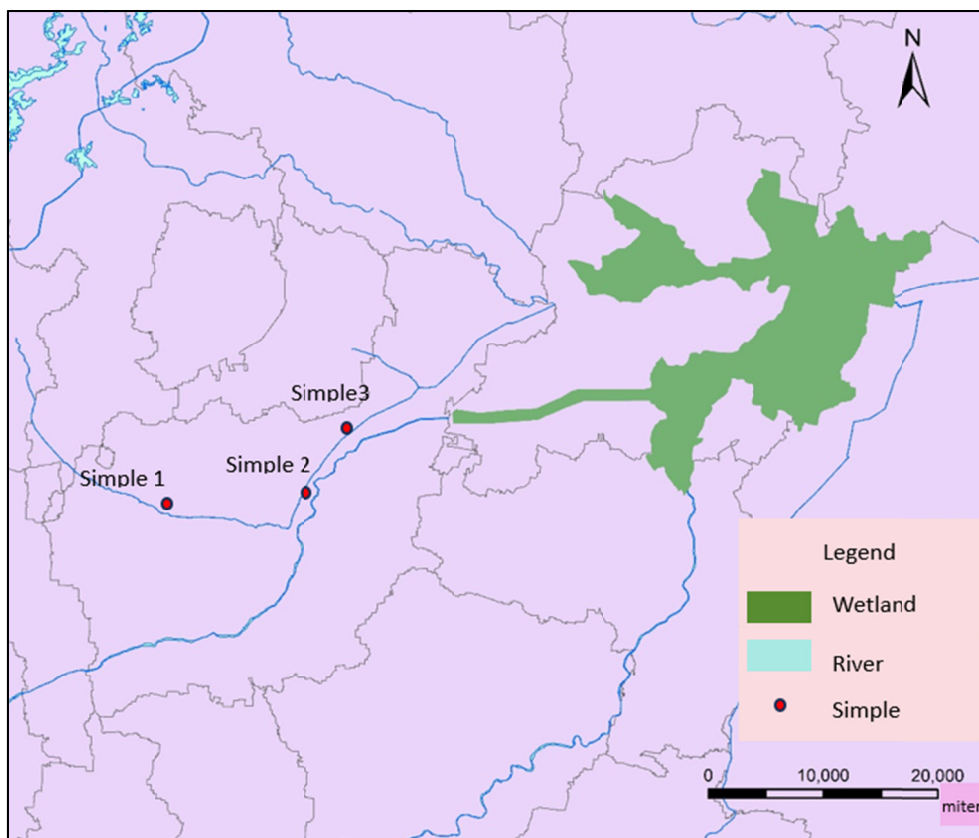 N
Simple3
Simple 2
Simple 1
Legend
Wetland
River
Simple
0 10,000 20,000
miter